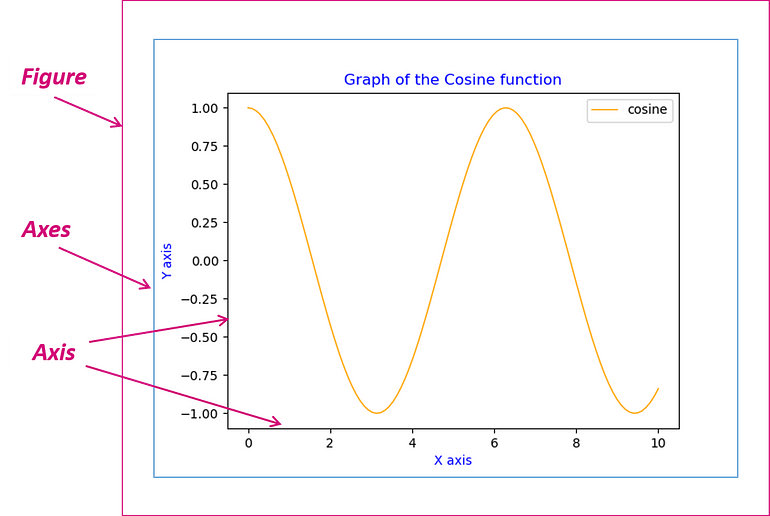 Figure
Axes
Axis
Graph of the Cosine function
cosine
Y axis
1.00
0.75
0.50
0.25
0.00
−0.25
−0.50
−0.75
−1.00
0 2 4 6 8 10
X axis